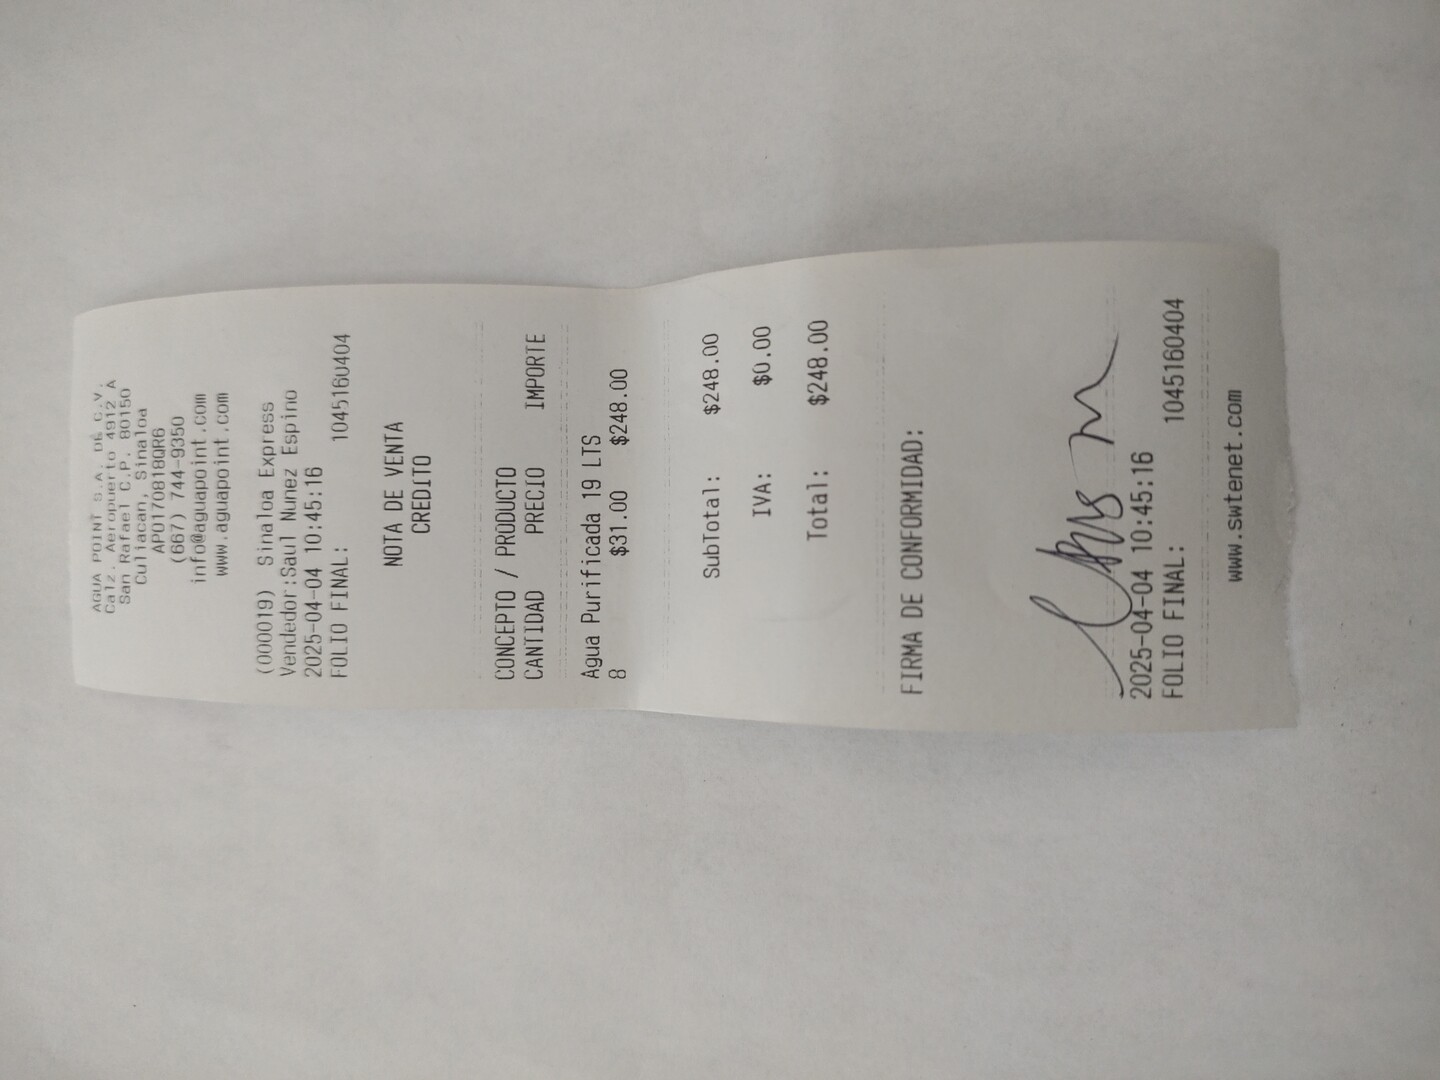 AGUA POINT S.A. DE C.V.
Calz. Aeropuerto 4912 A
San Rafael C.P. 80150
Culiacan, Sinaloa
APO170818QR6
(667) 744-9350
info@aguapoint.com
www.aguapoint.com
(000019) Sinaloa Express
Vendedor:Saul Nunez Espino
2025-04-04 10:45:16
FOLIO FINAL: 1045160404
NOTA DE VENTA
CREDITO
CONCEPTO / PRODUCTO
CANTIDAD PRECIO IMPORTE
Agua Purificada 19 LTS
8 $31.00 $248.00
SubTotal: $248.00
IVA: $0.00
Total: $248.00
FIRMA DE CONFORMIDAD:
2025-04-04 10:45:16
FOLIO FINAL: 1045160404
www.swtenet.com